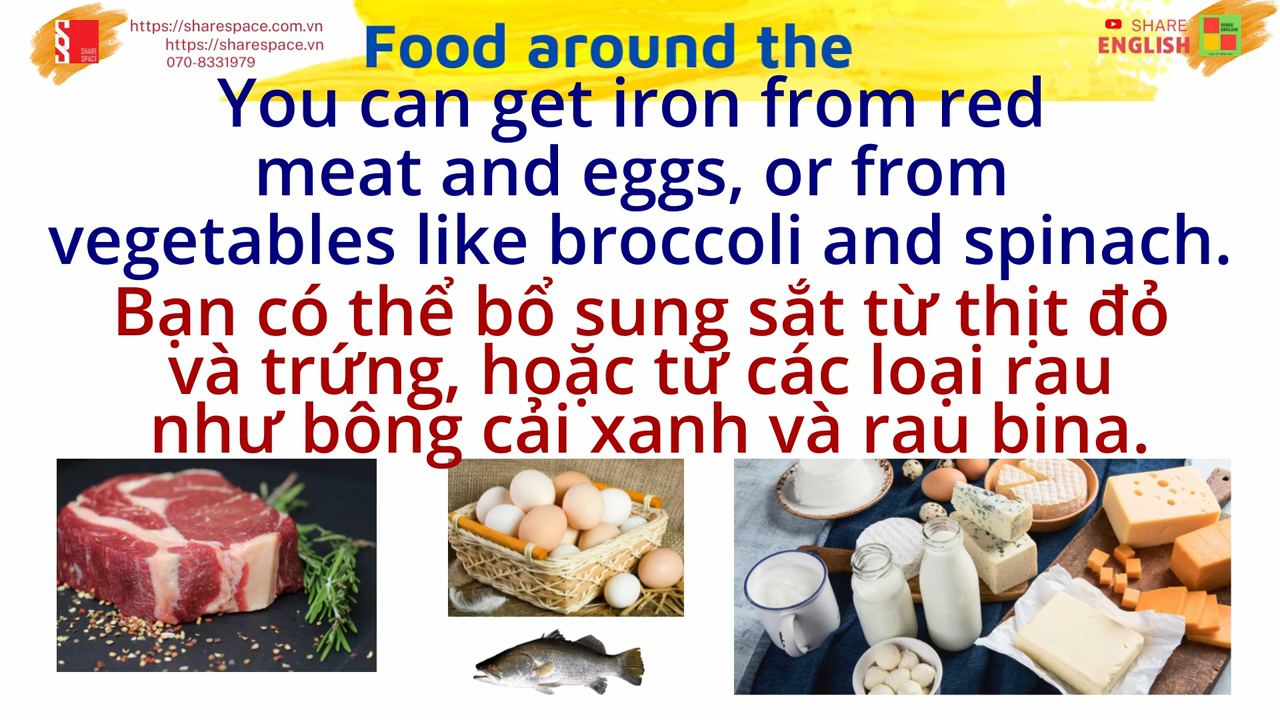 https://sharespace.com.vn
https://sharespace.vn
070-8331979
SHARE
SPACE
Food around the
SHARE
ENGLISH
You can get iron from red
meat and eggs, or from
vegetables like broccoli and spinach.
Bạn có thể bổ sung sắt từ thịt đỏ
và trứng, hoặc từ các loại rau
như bông cải xanh và rau bina.